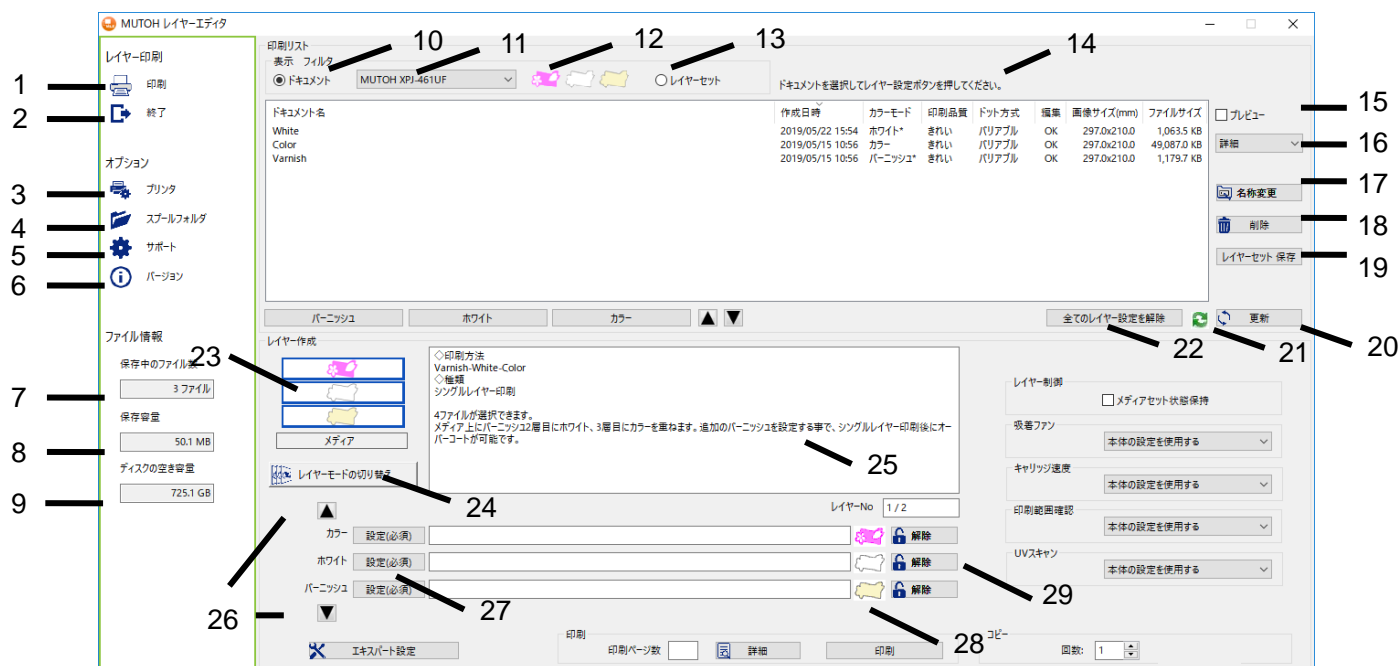 MUTOH レイヤーエディタ
レイヤー印刷
1 印刷
2 終了
オプション
3 プリンタ
4 スプールフォルダ
5 サポート
6 バージョン
ファイル情報
保存中のファイル数
7 3 ファイル
保存容量
8 50.1 MB
ディスクの空き容量
9 725.1 GB
印刷リスト
表示 フィルタ
10 11 12 13 14
ドキュメント MUTOH XPJ-461UF レイヤーセット
ドキュメントを選択してレイヤー設定ボタンを押してください。
ドキュメント名 作成日時 カラーモード 印刷品質 ドット方式 編集 画像サイズ(mm) ファイルサイズ
White 2019/05/22 15:54 ホワイト* きれい バリアブル OK 297.0x210.0 1,063.5 KB
Color 2019/05/15 10:56 カラー きれい バリアブル OK 297.0x210.0 49,087.0 KB
Varnish 2019/05/15 10:56 バーニッシュ* きれい バリアブル OK 297.0x210.0 1,179.7 KB
プレビュー 15
詳細 16
名称変更 17
削除 18
レイヤーセット 保存 19
バーニッシュ ホワイト カラー ▲ ▼ 全てのレイヤー設定を解除 更新
22 21 20
レイヤー作成
23
メディア
レイヤーモードの切り替え
24
◇印刷方法
Varnish-White-Color
◇種類
シングルレイヤー印刷
4ファイルが選択できます。
メディア上にバーニッシュ2層目にホワイト、3層目にカラーを重ねます。追加のバーニッシュを設定する事で、シングルレイヤー印刷後にオー
バーコートが可能です。
25
レイヤーNo 1 / 2
▲
カラー 設定(必須) 解除
ホワイト 設定(必須) 解除
バーニッシュ 設定(必須) 解除
▼
26 27 28 29
レイヤー制御
メディアセット状態保持
吸着ファン
本体の設定を使用する
キャリッジ速度
本体の設定を使用する
印刷範囲確認
本体の設定を使用する
UVスキャン
本体の設定を使用する
エキスパート設定
印刷
印刷ページ数 詳細 印刷
コピー
回数: 1